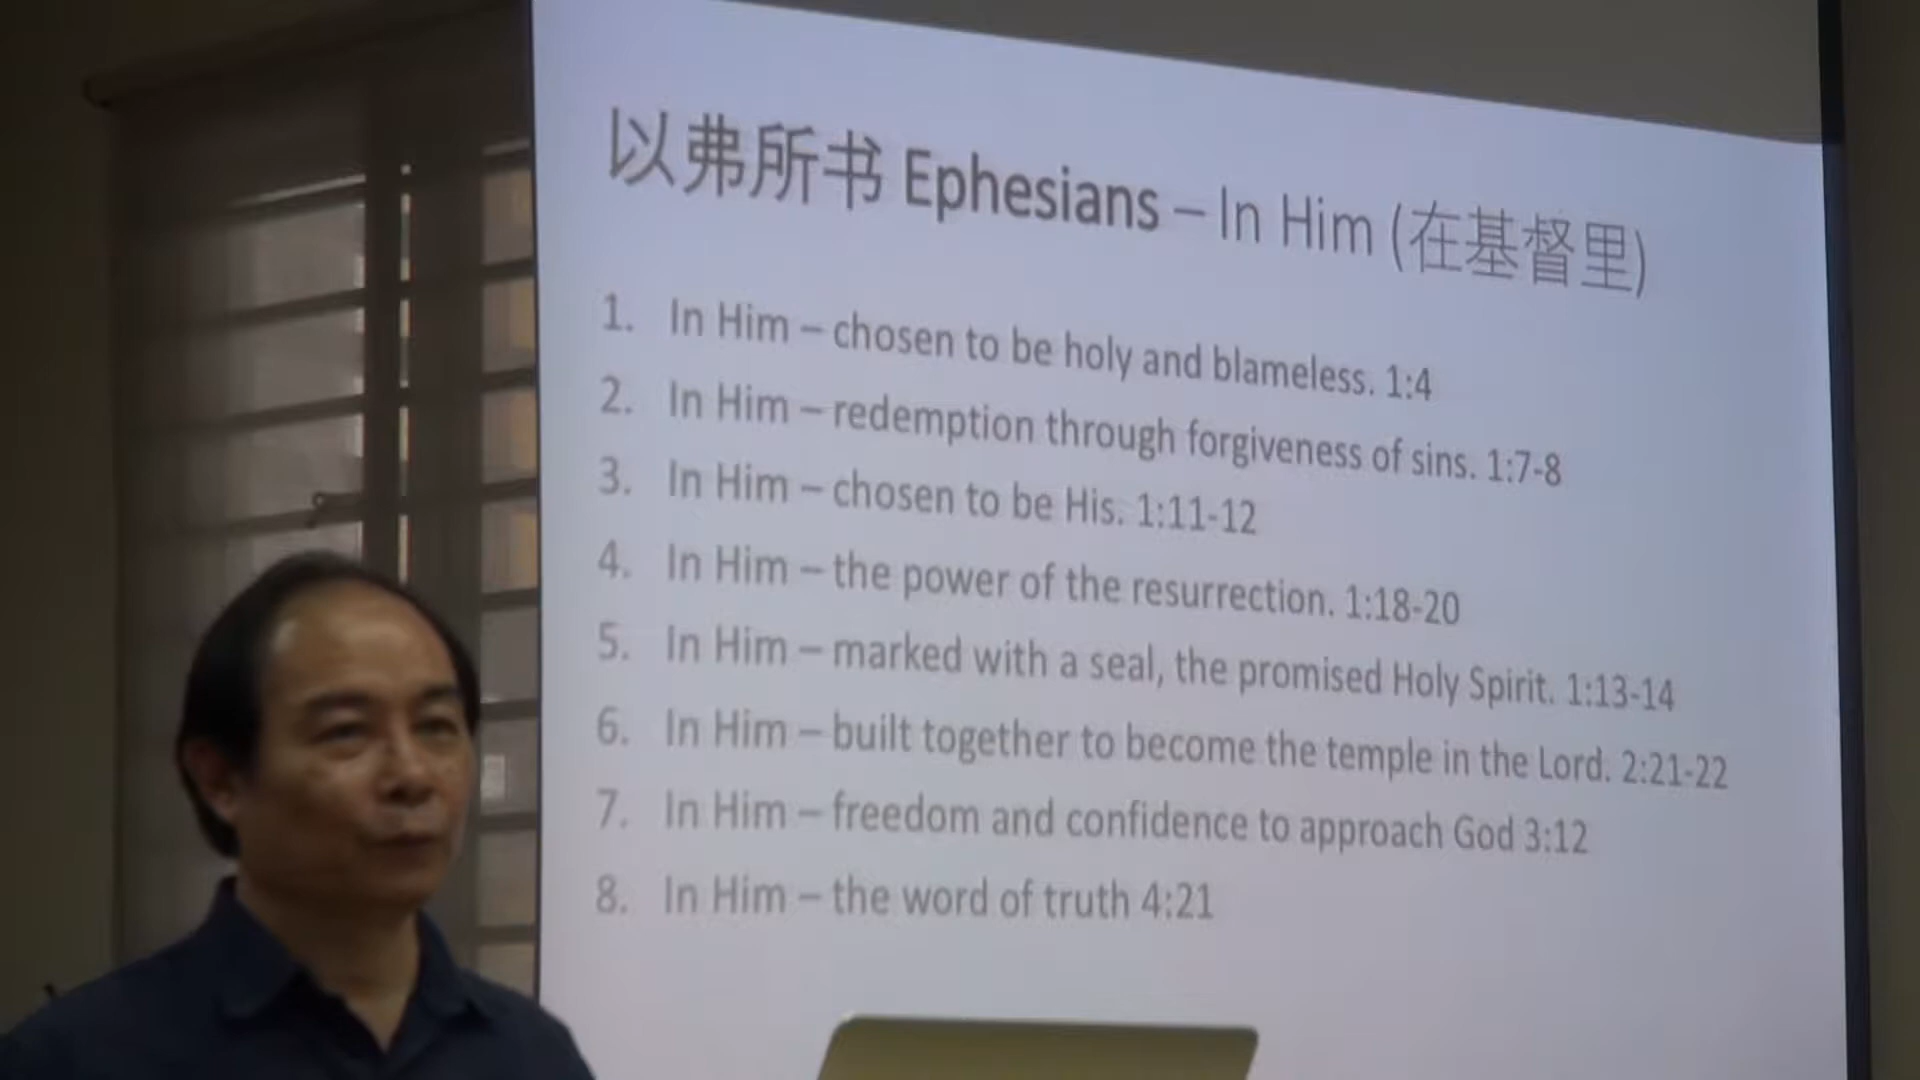 以弗所书 Ephesians – In Him (在基督里)
1. In Him – chosen to be holy and blameless. 1:4
2. In Him – redemption through forgiveness of sins. 1:7-8
3. In Him – chosen to be His. 1:11-12
4. In Him – the power of the resurrection. 1:18-20
5. In Him – marked with a seal, the promised Holy Spirit. 1:13-14
6. In Him – built together to become the temple in the Lord. 2:21-22
7. In Him – freedom and confidence to approach God 3:12
8. In Him – the word of truth 4:21